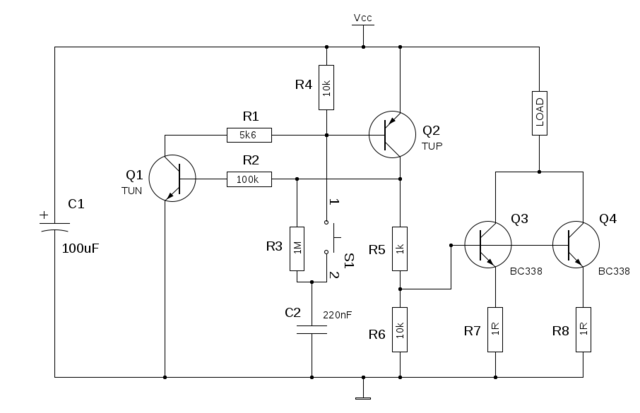 Vcc
R4
10k
LOAD
R1
5k6
Q2
TUP
R2
100k
Q1
TUN
1
C1
+
100uF
R3
1M
S1
2
R5
1k
Q3
BC338
Q4
BC338
C2
220nF
R6
10k
R7
1R
R8
1R